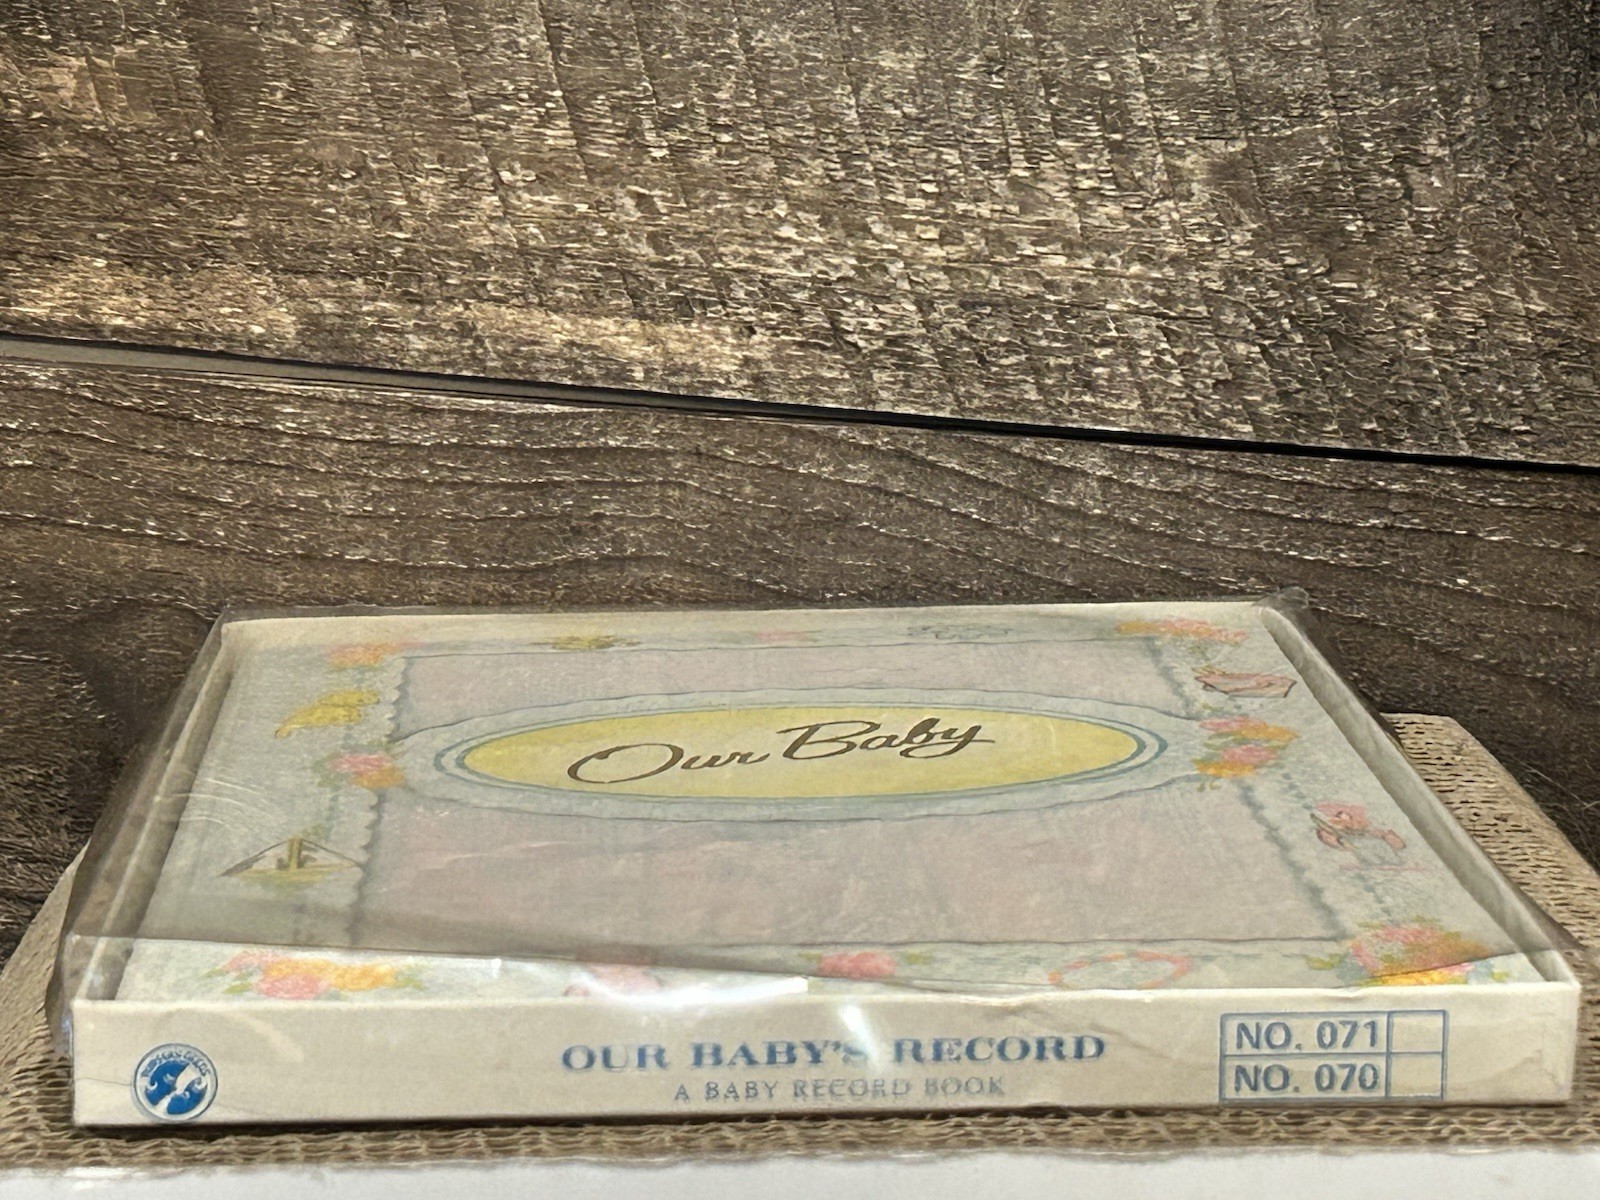 Our Baby
OUR BABY'S RECORD
A BABY RECORD BOOK
NO. 071
NO. 070